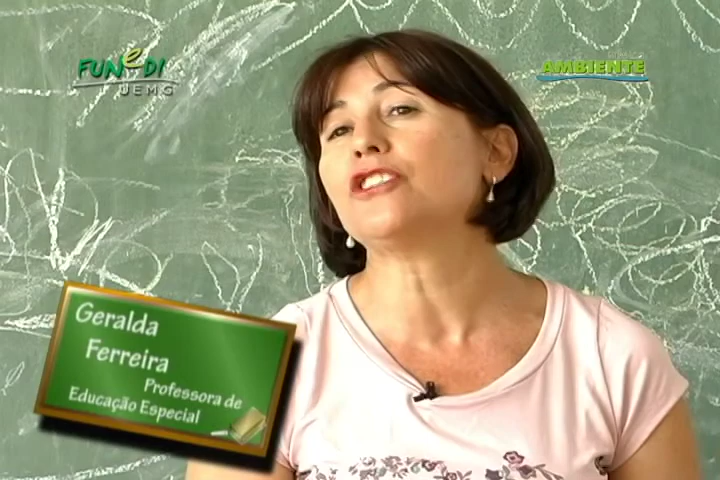 FUNeDI
UEMG
AMBIENTE
Geralda
Ferreira
Professora de
Educação Especial